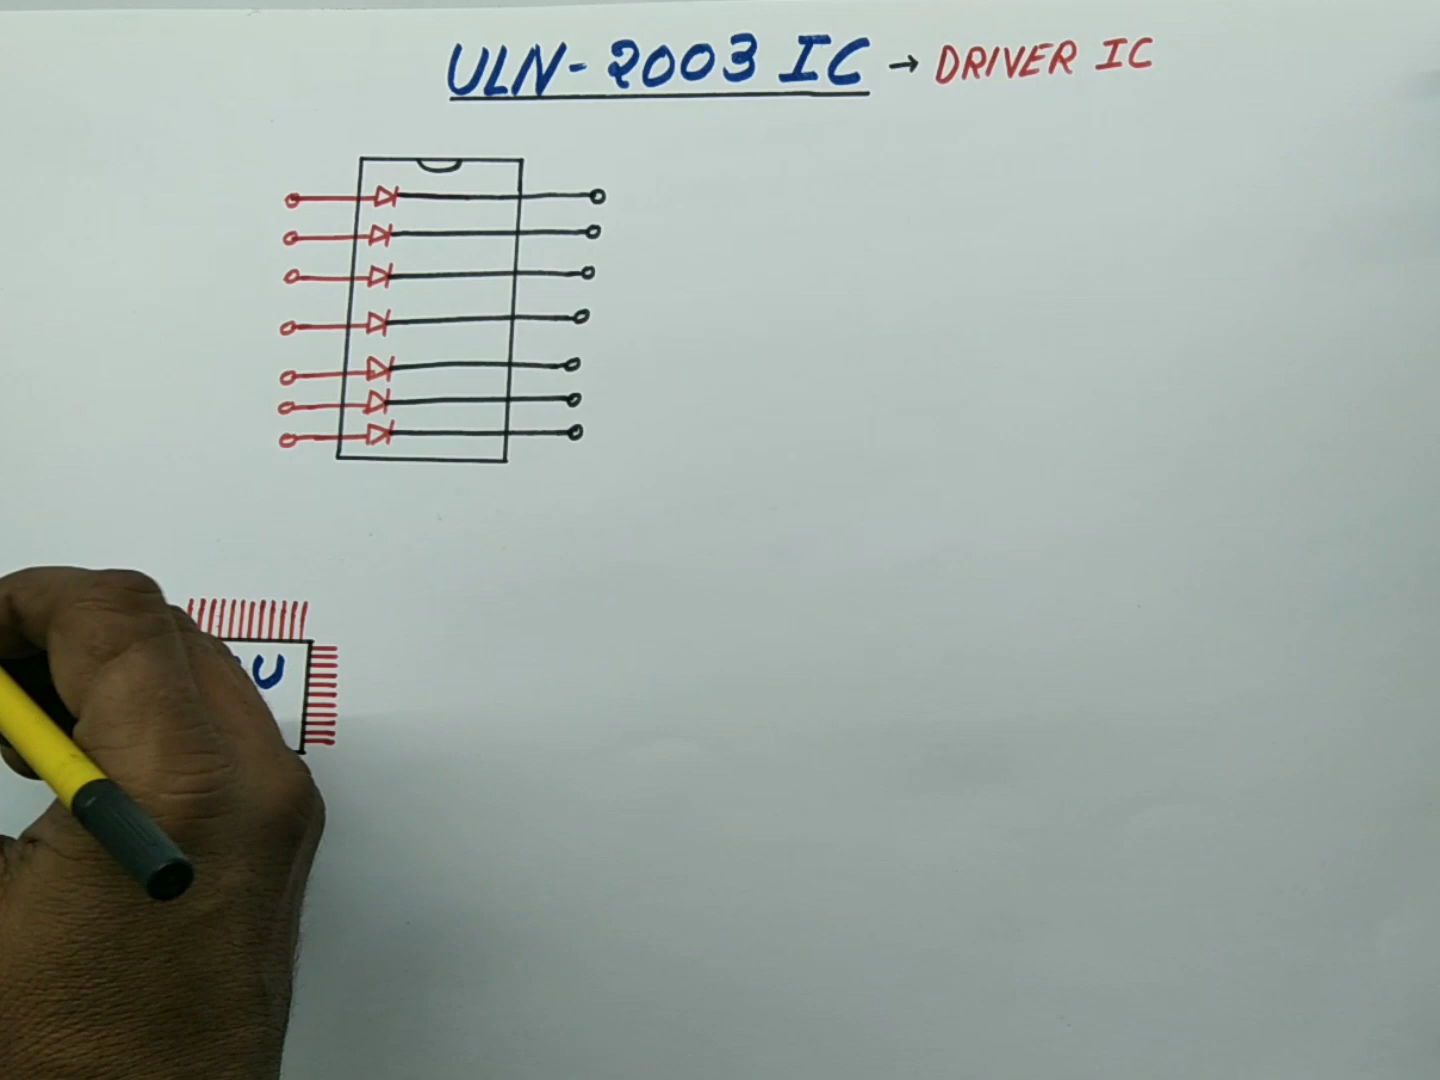 ULN-2003 IC → DRIVER IC